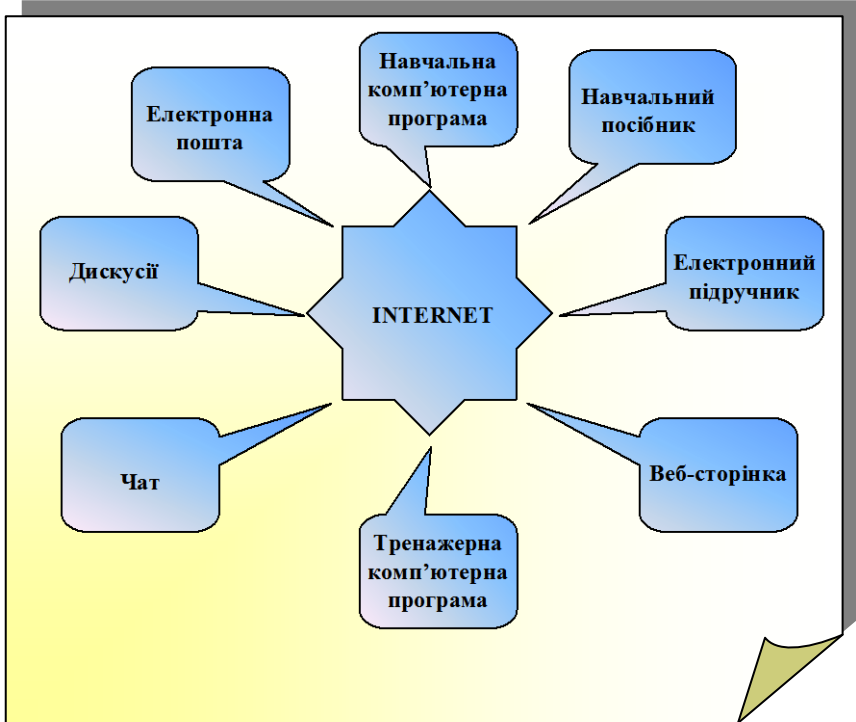 Навчальна
комп’ютерна
програма
Електронна
пошта
Навчальний
посібник
Дискусії
INTERNET
Електронний
підручник
Чат
Веб-сторінка
Тренажерна
комп’ютерна
програма